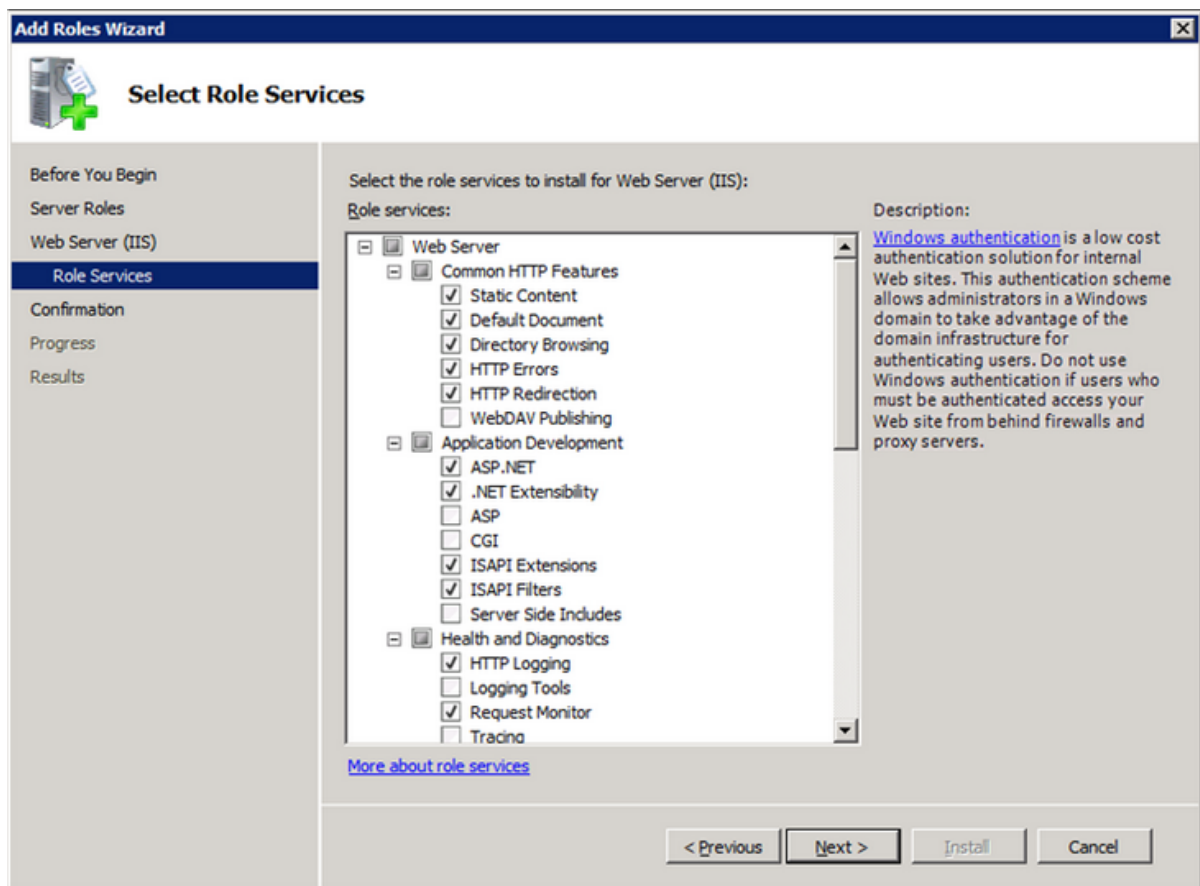 Add Roles Wizard
Select Role Services
Before You Begin
Server Roles
Web Server (IIS)
Role Services
Confirmation
Progress
Results
Select the role services to install for Web Server (IIS):
Role services:
Web Server
Common HTTP Features
Static Content
Default Document
Directory Browsing
HTTP Errors
HTTP Redirection
WebDAV Publishing
Application Development
ASP.NET
.NET Extensibility
ASP
CGI
ISAPI Extensions
ISAPI Filters
Server Side Includes
Health and Diagnostics
HTTP Logging
Logging Tools
Request Monitor
Tracing
More about role services
Description:
Windows authentication is a low cost
authentication solution for internal
Web sites. This authentication scheme
allows administrators in a Windows
domain to take advantage of the
domain infrastructure for
authenticating users. Do not use
Windows authentication if users who
must be authenticated access your
Web site from behind firewalls and
proxy servers.
< Previous
Next >
Install
Cancel